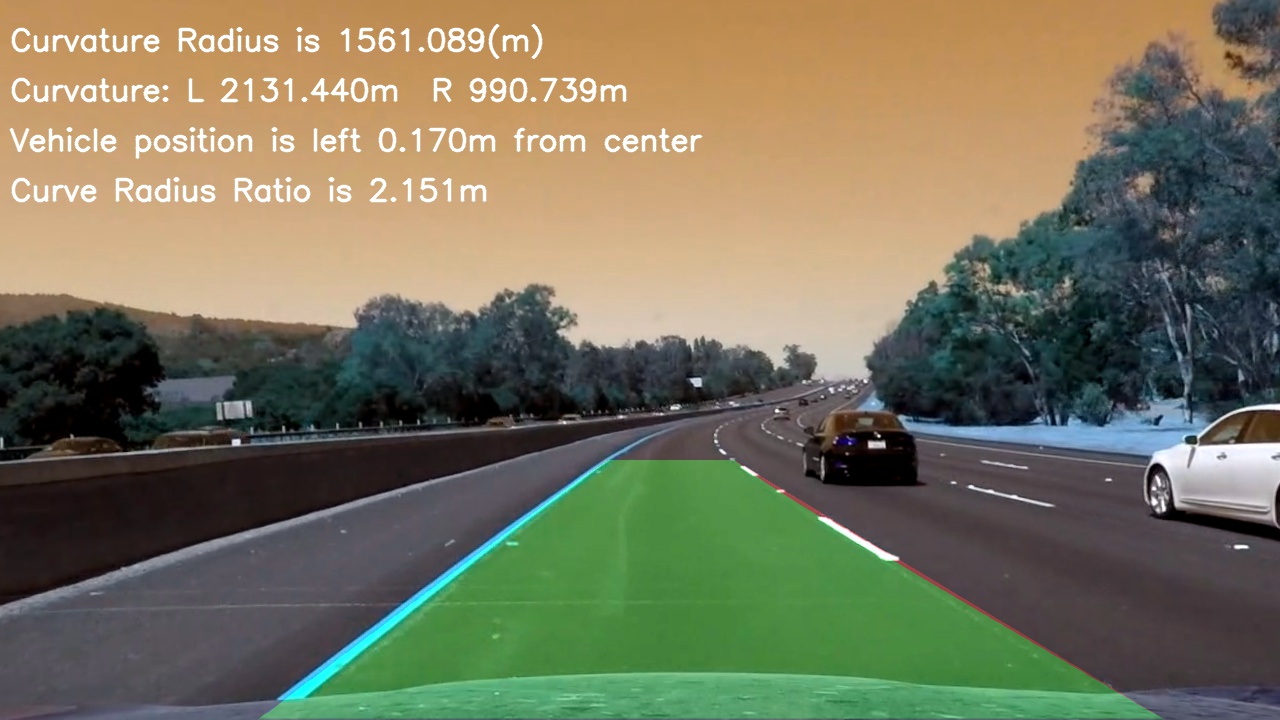 Curvature Radius is 1561.089(m)
Curvature: L 2131.440m R 990.739m
Vehicle position is left 0.170m from center
Curve Radius Ratio is 2.151m